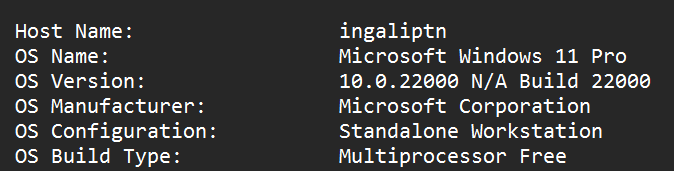 Host Name: ingaliptn
OS Name: Microsoft Windows 11 Pro
OS Version: 10.0.22000 N/A Build 22000
OS Manufacturer: Microsoft Corporation
OS Configuration: Standalone Workstation
OS Build Type: Multiprocessor Free